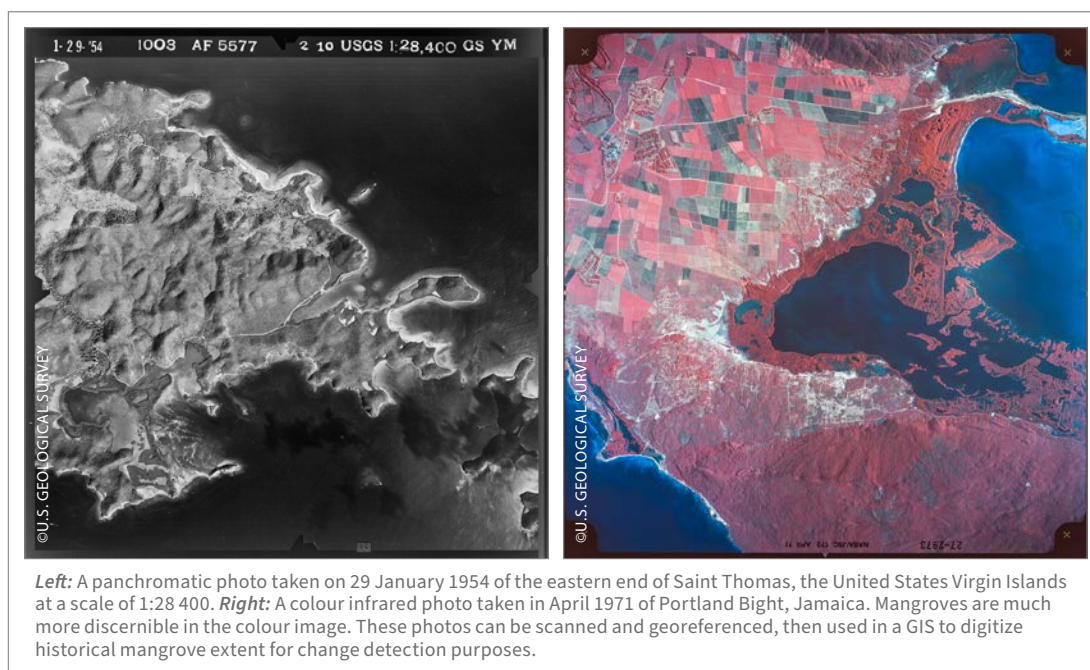 1-29-'54 1003 AF 5577 2 10 USGS 1:28,400 GS YM
©U.S. GEOLOGICAL SURVEY
©U.S. GEOLOGICAL SURVEY
27-2973
Left: A panchromatic photo taken on 29 January 1954 of the eastern end of Saint Thomas, the United States Virgin Islands
at a scale of 1:28 400. Right: A colour infrared photo taken in April 1971 of Portland Bight, Jamaica. Mangroves are much
more discernible in the colour image. These photos can be scanned and georeferenced, then used in a GIS to digitize
historical mangrove extent for change detection purposes.